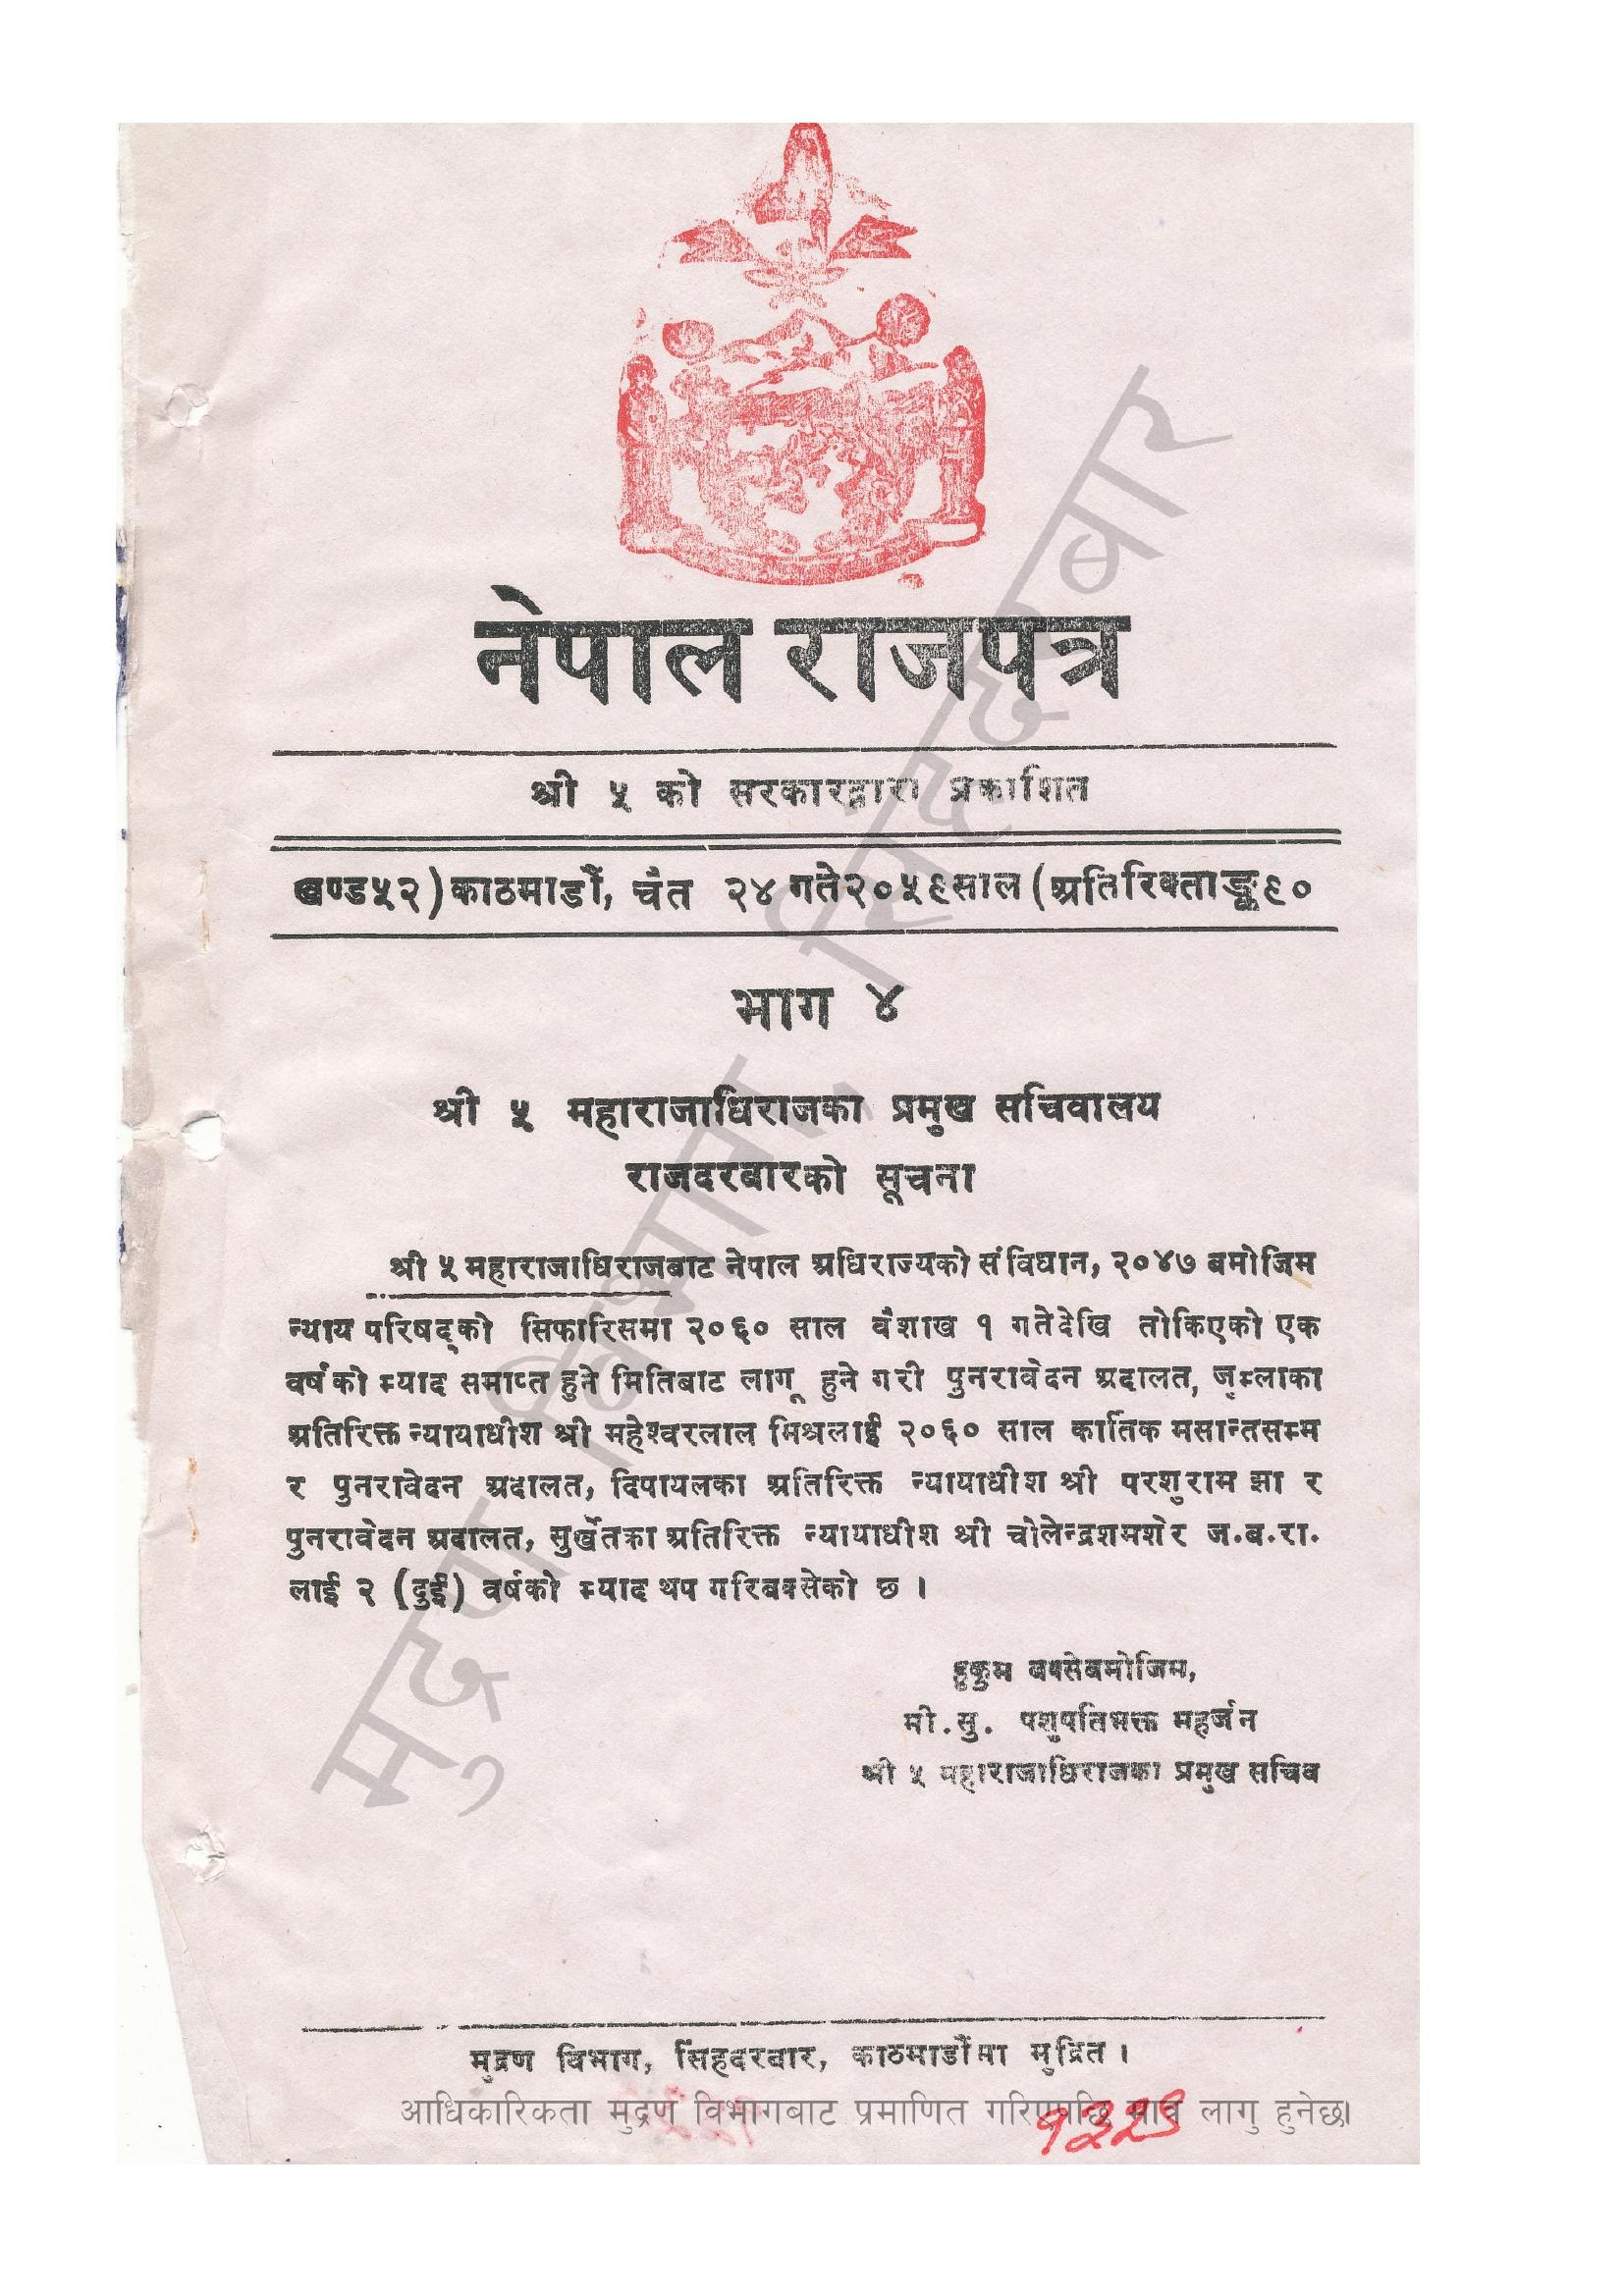 नेपाल राजपत्र
श्री ५ को सरकारद्वारा प्रकाशित
खण्ड५२) काठमाडौं, चैत २४ गते२०५९साल (अतिरिक्ताङ्क९०
भाग ४
श्री ५ महाराजाधिराजका प्रमुख सचिवालय
राजदरबारको सूचना
श्री ५ महाराजाधिराजबाट नेपाल अधिराज्यको संविधान, २०४७ बमोजिम
न्याय परिषद्को सिफारिसमा २०६० साल वैशाख १ गतेदेखि तोकिएको एक
वर्षको म्याद समाप्त हुने मितिबाट लागू हुने गरी पुनरावेदन अदालत, जुम्लाका
अतिरिक्त न्यायाधीश श्री महेश्वरलाल मिश्रलाई २०६० साल कार्तिक मसान्तसम्म
र पुनरावेदन अदालत, दिपायलका अतिरिक्त न्यायाधीश श्री परशुराम झा र
पुनरावेदन अदालत, सुर्खेतका अतिरिक्त न्यायाधीश श्री चोलेन्द्रशमशेर ज.ब.रा.
लाई २ (दुई) वर्षको म्याद थप गरिबक्सेको छ ।
हुकुम बक्सेबमोजिम,
मी.सु. पशुपतिभक्त महर्जन
श्री ५ महाराजाधिराजका प्रमुख सचिव
मुद्रण विभाग, सिंहदरबार, काठमाडौंमा मुद्रित ।
आधिकारिकता मुद्रण विभागबाट प्रमाणित गरिएपछि मात्र लागु हुनेछ।
मुद्रण विभाग, सिंहदरबार